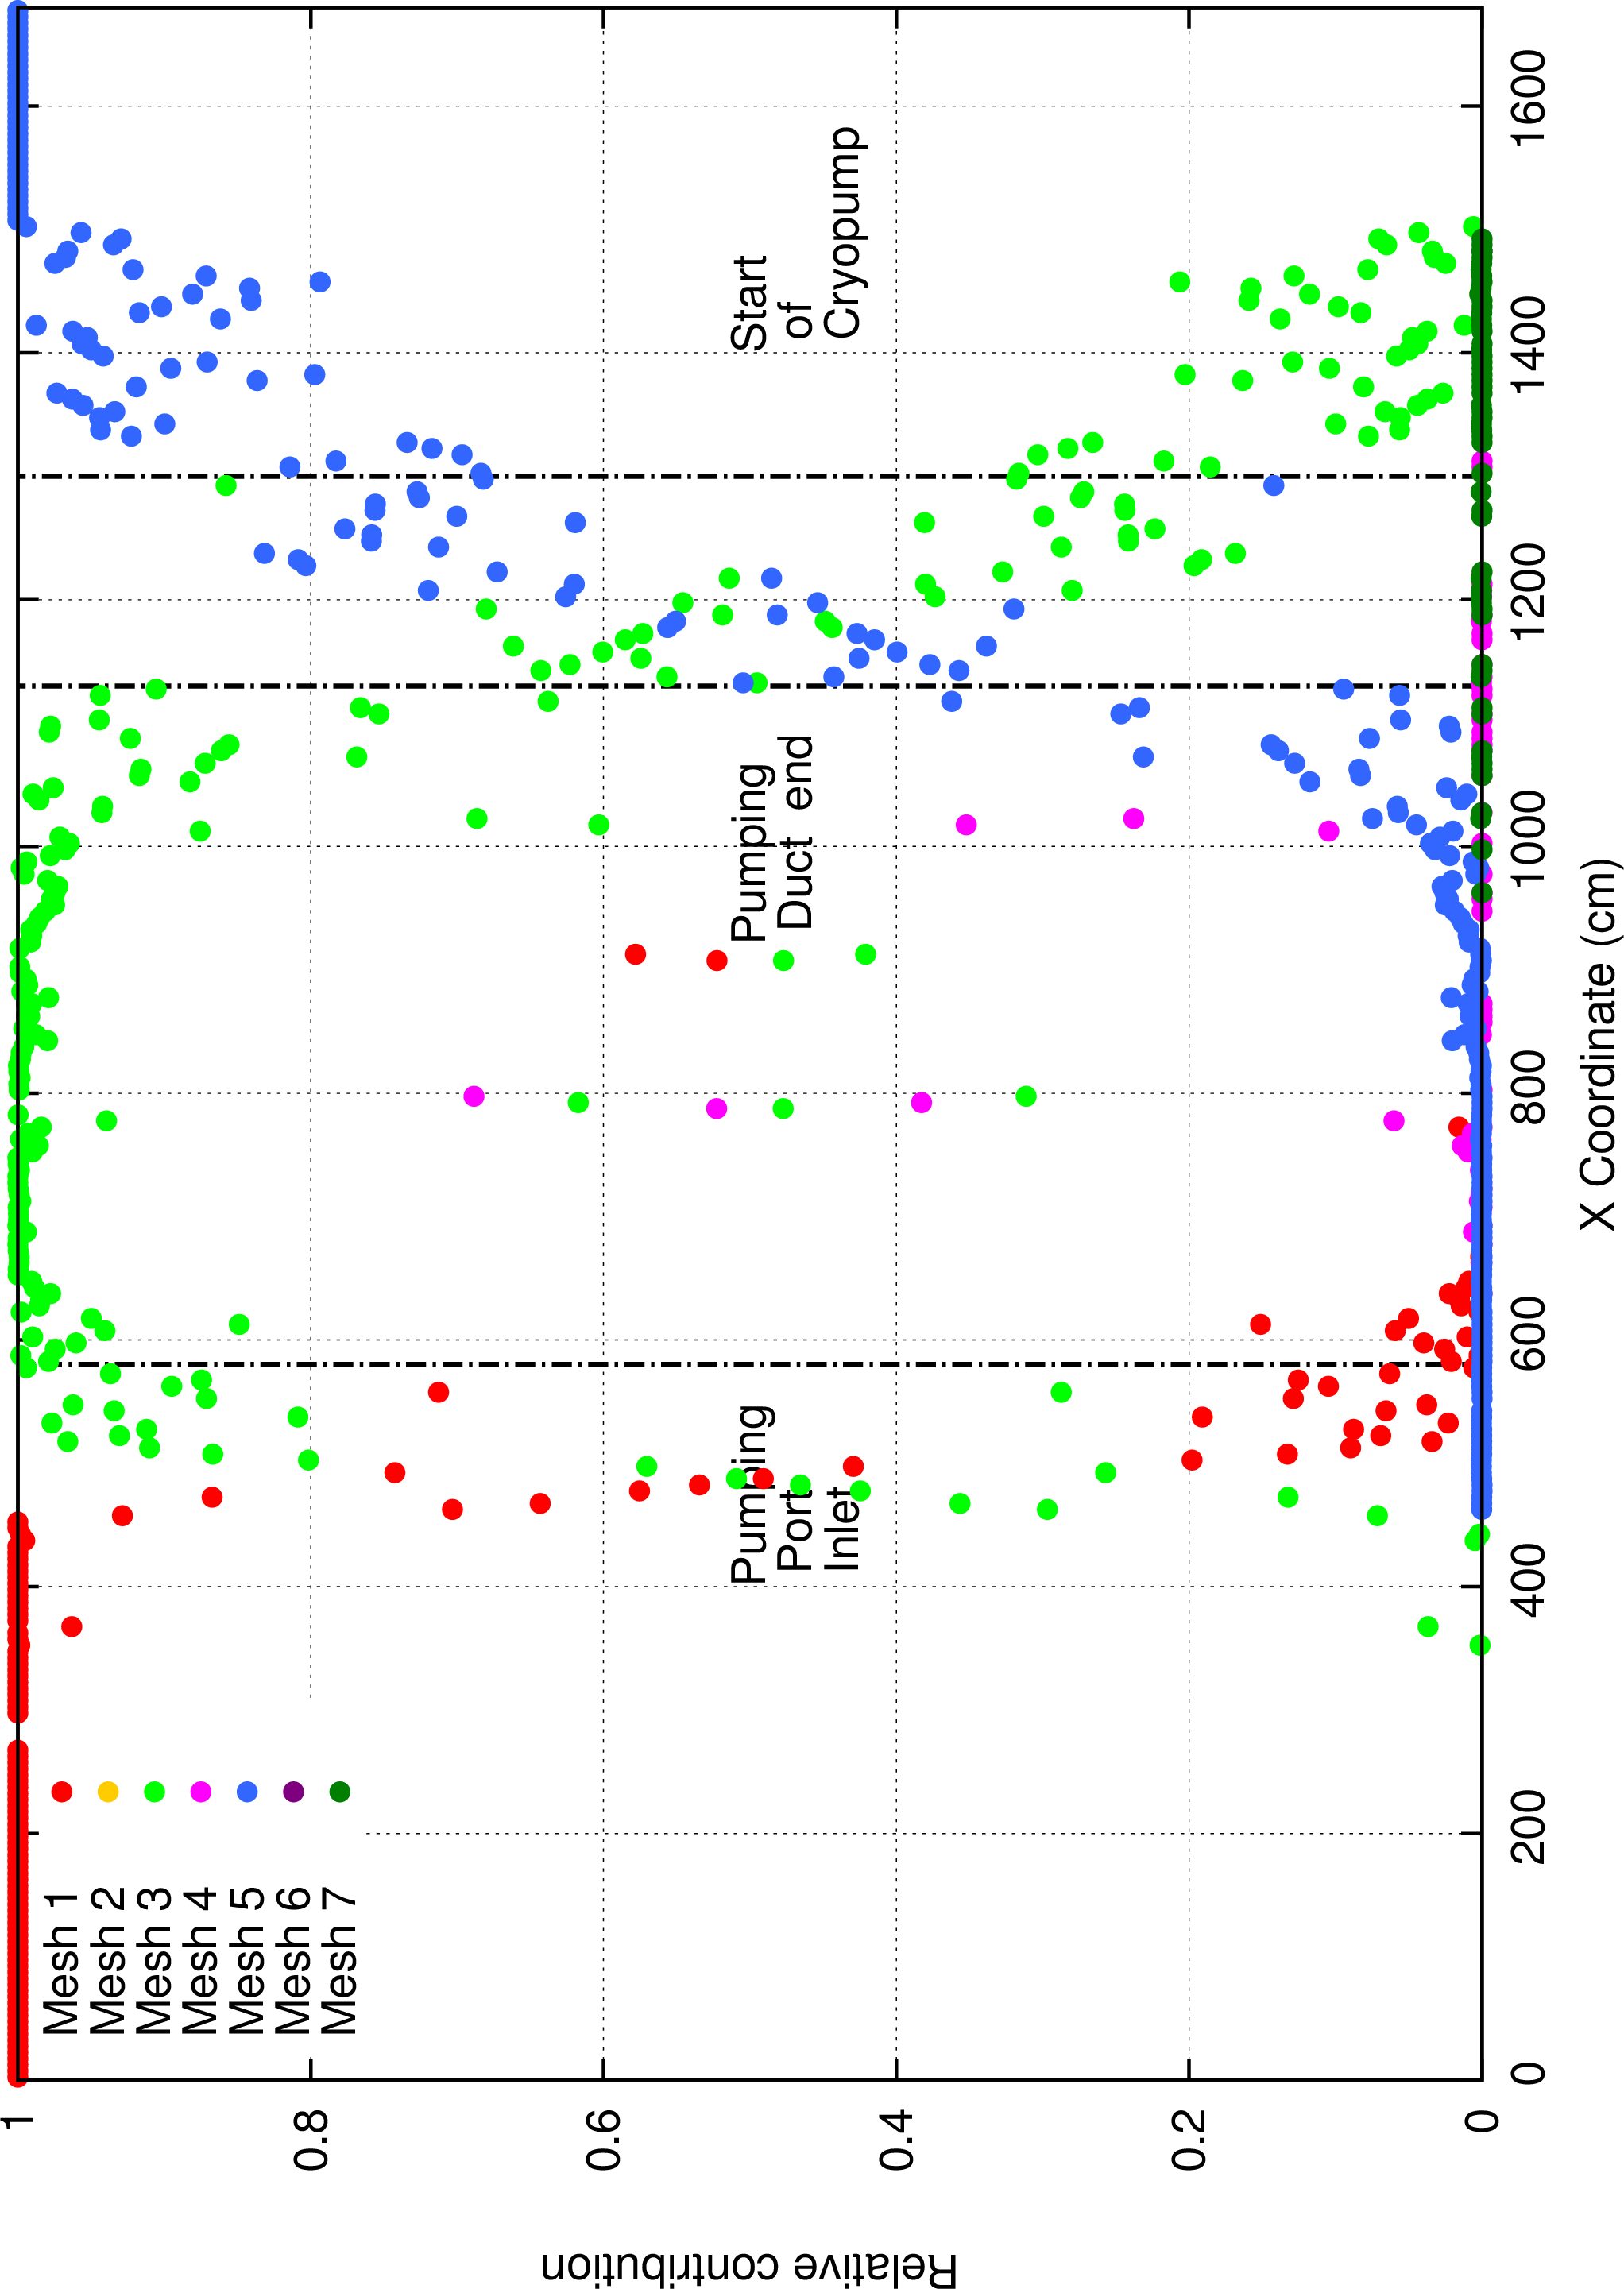 Relative contribution
1
0.8
0.6
0.4
0.2
0
Mesh 1
Mesh 2
Mesh 3
Mesh 4
Mesh 5
Mesh 6
Mesh 7
Pumping
Port
Inlet
Pumping
Duct end
Start
of
Cryopump
0 200 400 600 800 1000 1200 1400 1600
X Coordinate (cm)